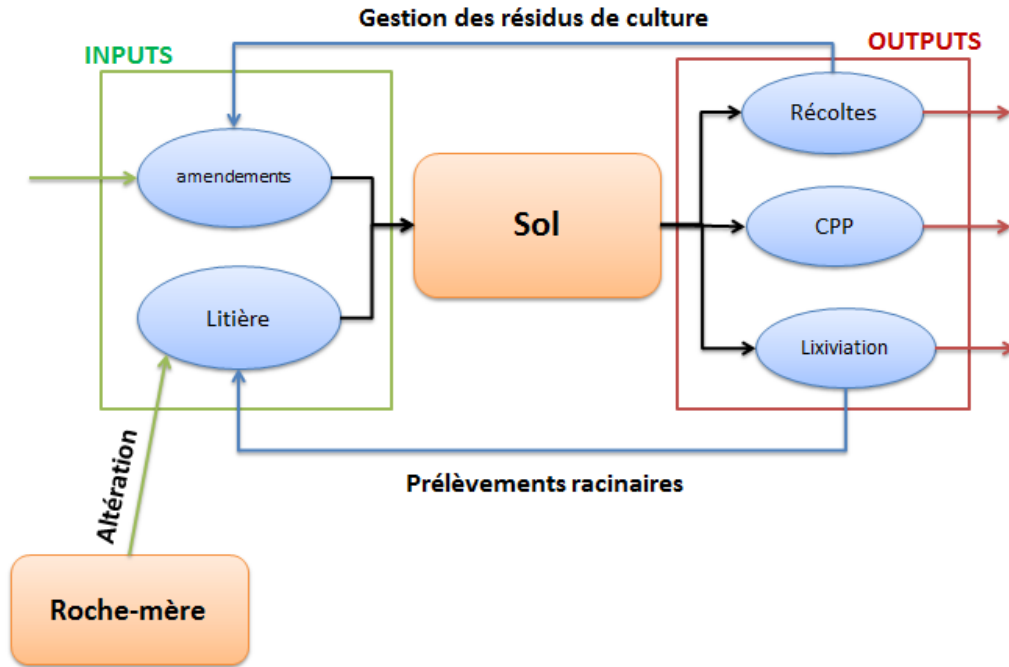 Gestion des résidus de culture
INPUTS
OUTPUTS
Récoltes
amendements
Sol
CPP
Litière
Lixiviation
Altération
Prélèvements racinaires
Roche-mère